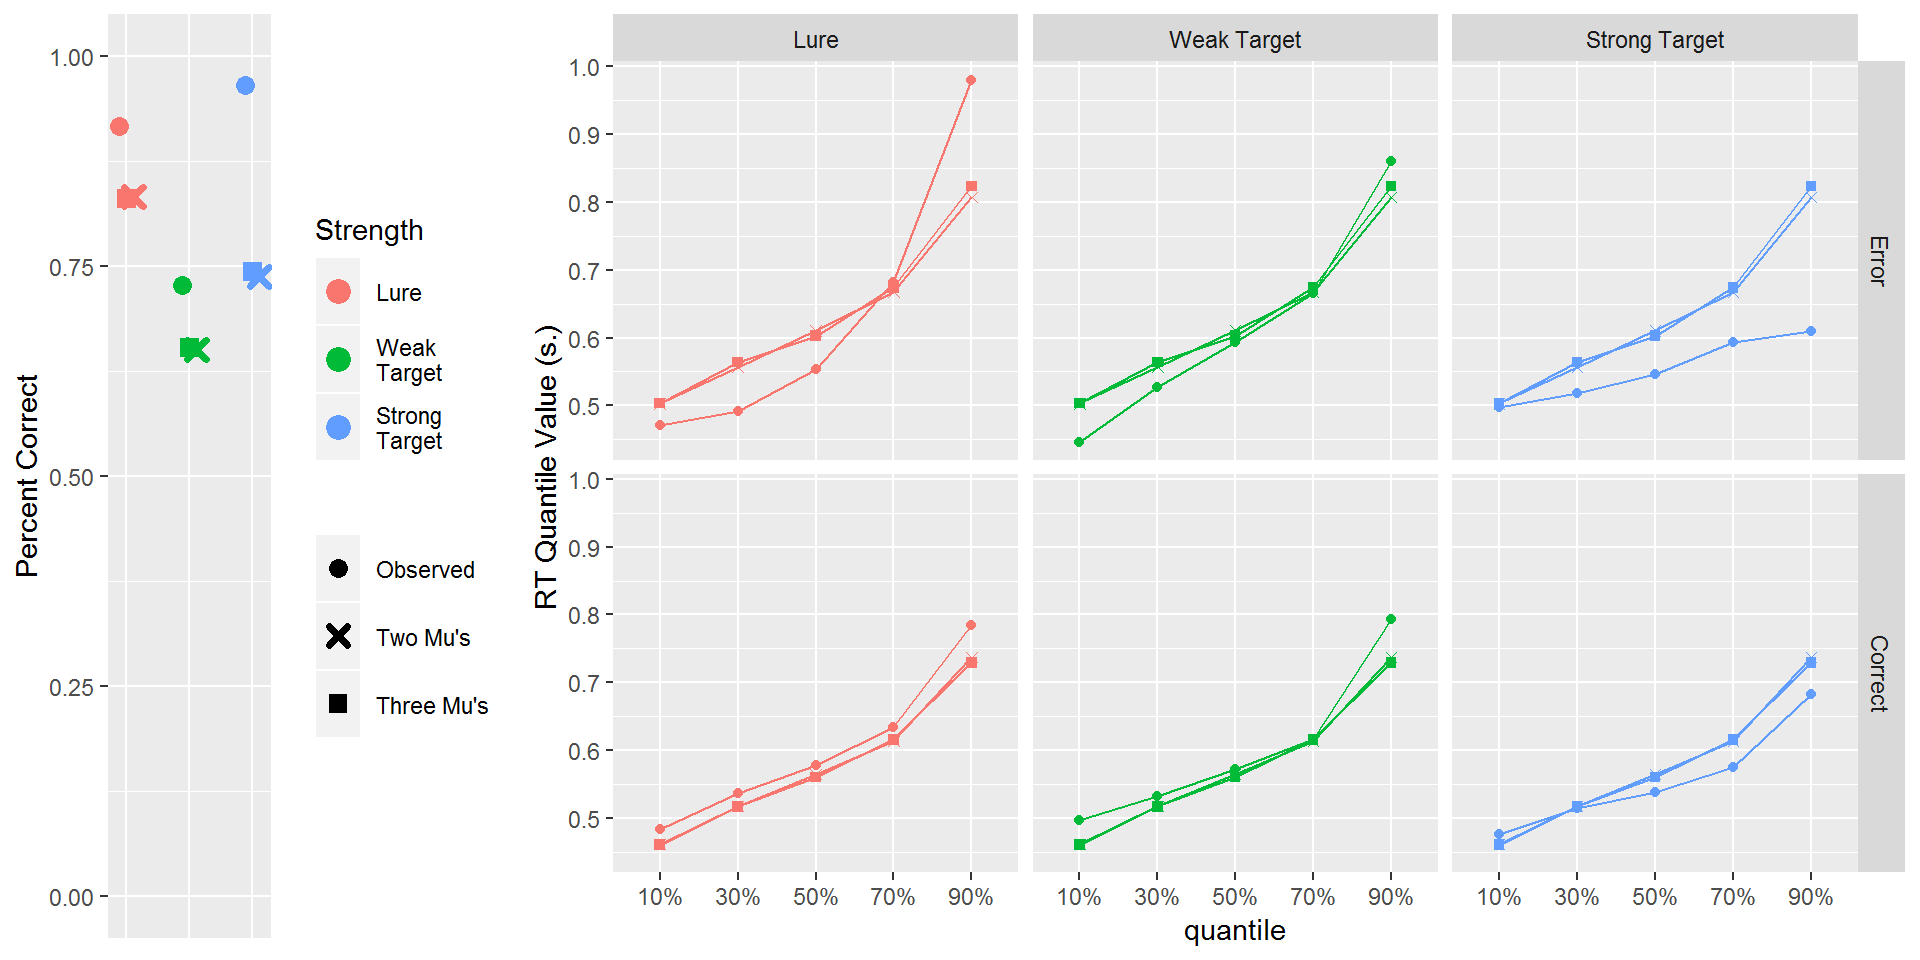 Percent Correct
1.00
0.75
0.50
0.25
0.00
Strength
Lure
Weak
Target
Strong
Target
Observed
Two Mu's
Three Mu's
RT Quantile Value (s.)
Lure
Weak Target
Strong Target
1.0
0.9
0.8
0.7
0.6
0.5
Error
1.0
0.9
0.8
0.7
0.6
0.5
Correct
10% 30% 50% 70% 90%
10% 30% 50% 70% 90%
10% 30% 50% 70% 90%
quantile